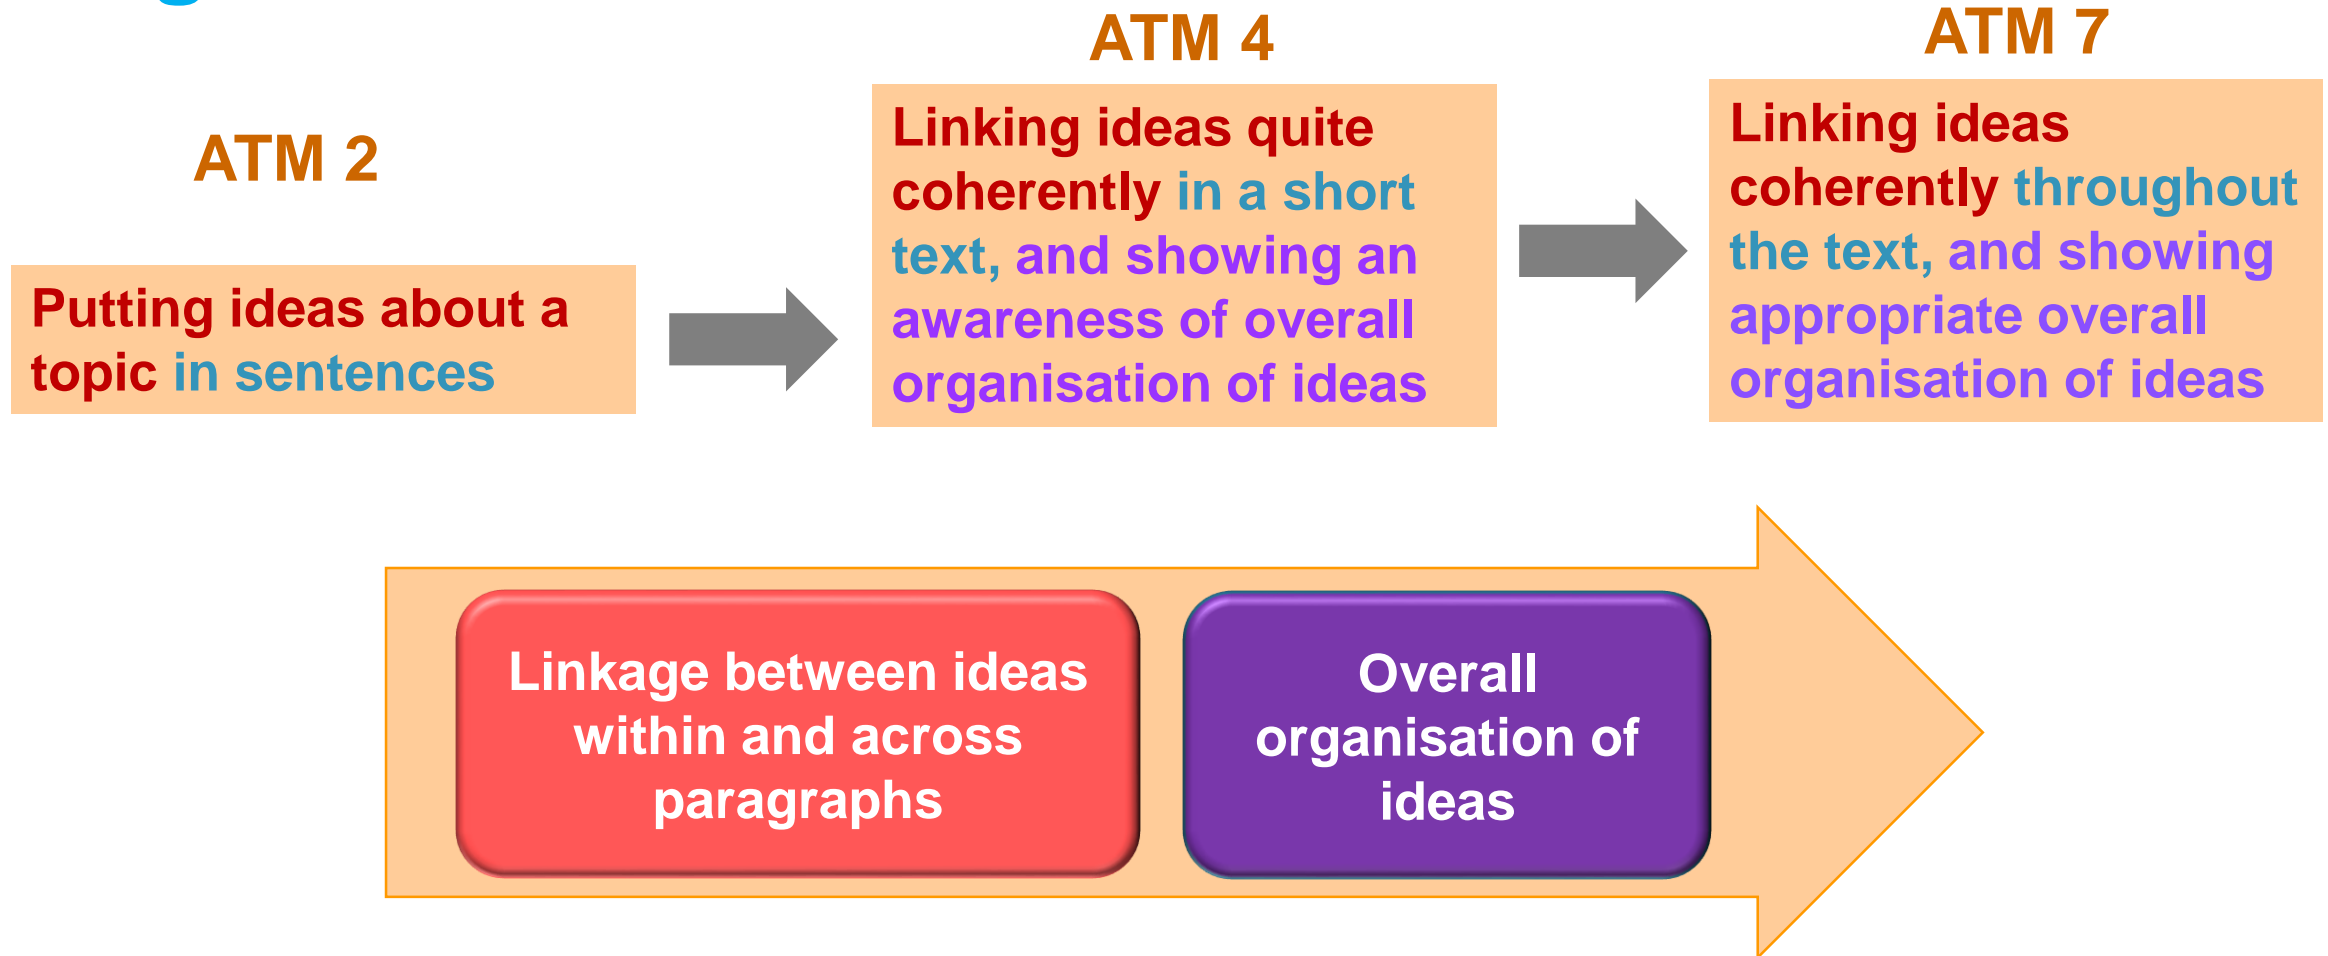 ATM 2
Putting ideas about a
topic in sentences
ATM 4
Linking ideas quite
coherently in a short
text, and showing an
awareness of overall
organisation of ideas
ATM 7
Linking ideas
coherently throughout
the text, and showing
appropriate overall
organisation of ideas
Linkage between ideas
within and across
paragraphs
Overall
organisation of
ideas